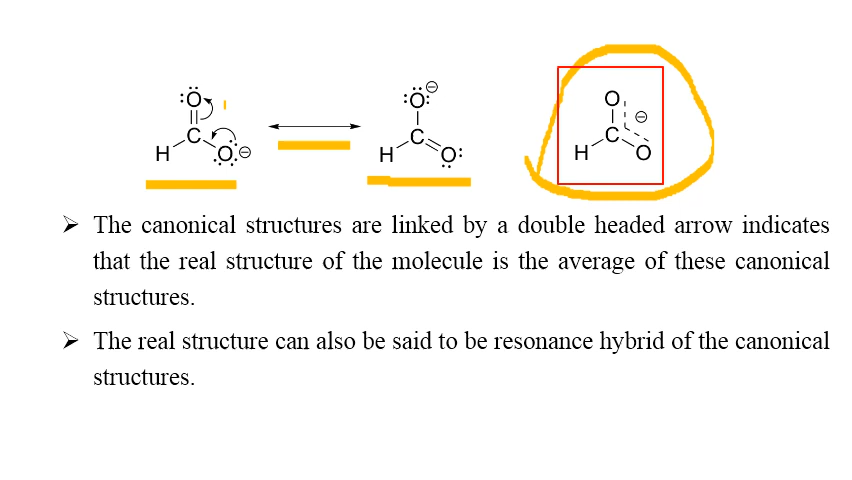 O O O
C C C
H O H O H O
The canonical structures are linked by a double headed arrow indicates
that the real structure of the molecule is the average of these canonical
structures.
The real structure can also be said to be resonance hybrid of the canonical
structures.